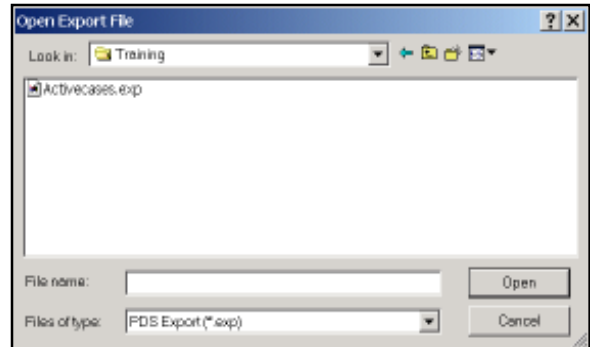 Open Export File
Look in: Training
Activecases.exp
File name: Open
Files of type: PDS Export (*.exp) Cancel